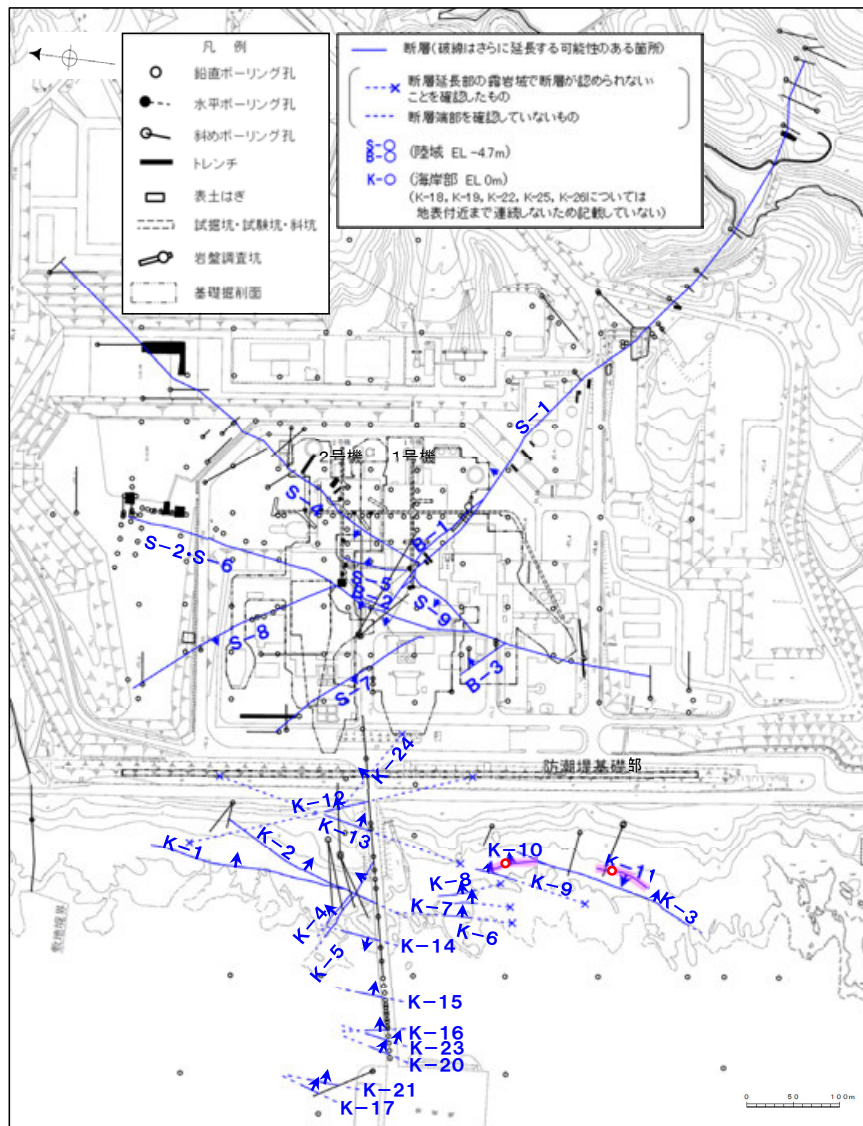 凡 例
鉛直ボーリング孔
水平ボーリング孔
斜めボーリング孔
トレンチ
表土はぎ
試掘坑・試験坑・斜坑
岩盤調査坑
基礎掘削面
断層(破線はさらに延長する可能性のある箇所)
断層延長部の露岩域で断層が認められない
ことを確認したもの
断層端部を確認していないもの
S-○
B-○
(陸域 EL -4.7m)
K-○
(海岸部 EL 0m)
(K-18, K-19, K-22, K-25, K-26については
地表付近まで連続しないため記載していない)
S-1
2号機
1号機
S-4
B-1
S-2・S-6
S-5
B-2
S-9
S-8
S-7
B-3
K-24
防潮堤基礎部
K-12
K-13
K-1
K-2
K-10
K-11
K-8
K-9
K-7
K-3
K-4
K-6
K-5
K-14
敷地境界
K-15
K-16
K-23
K-20
K-21
K-17
0 50 100m